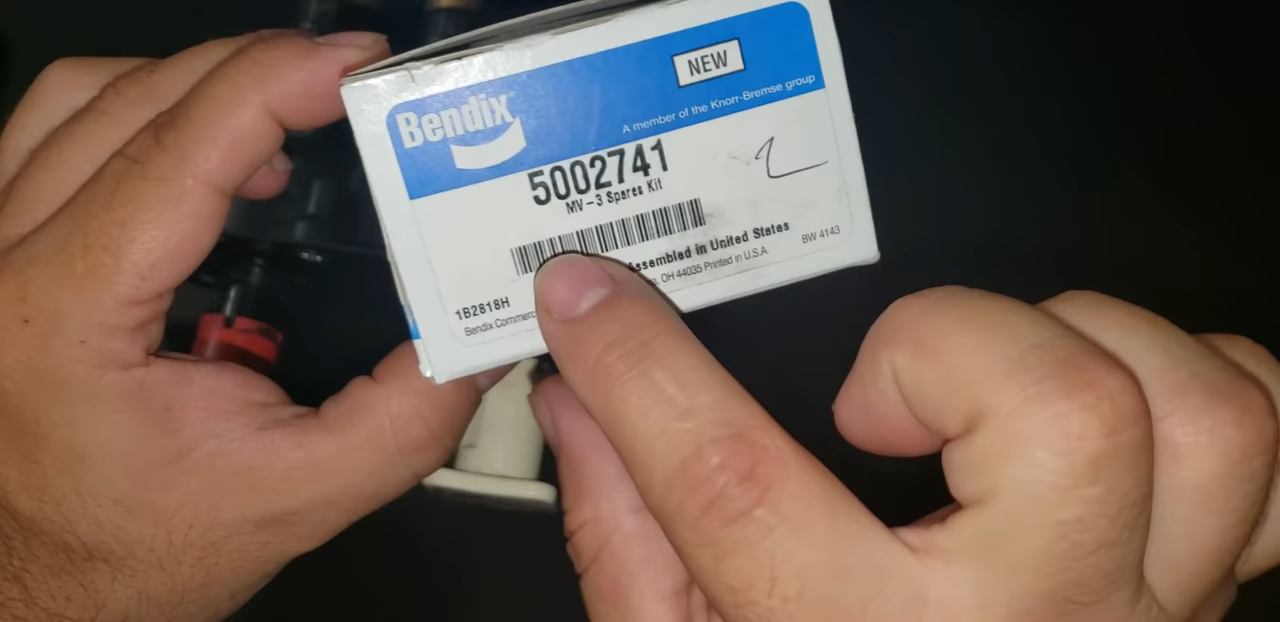 NEW
Bendix
A member of the Knorr-Bremse group
5002741
MV-3 Spares Kit
Assembled in United States
BW 4143
1B2818H
Bendix OH 44035 Printed in U.S.A.